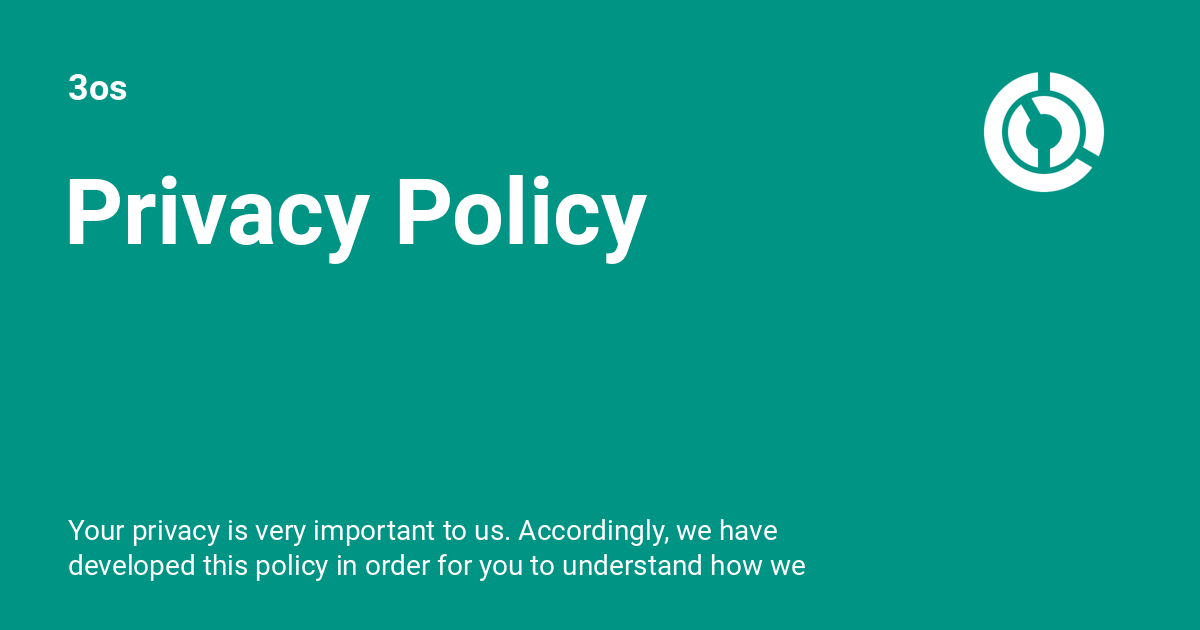 3os
Privacy Policy
Your privacy is very important to us. Accordingly, we have
developed this policy in order for you to understand how we